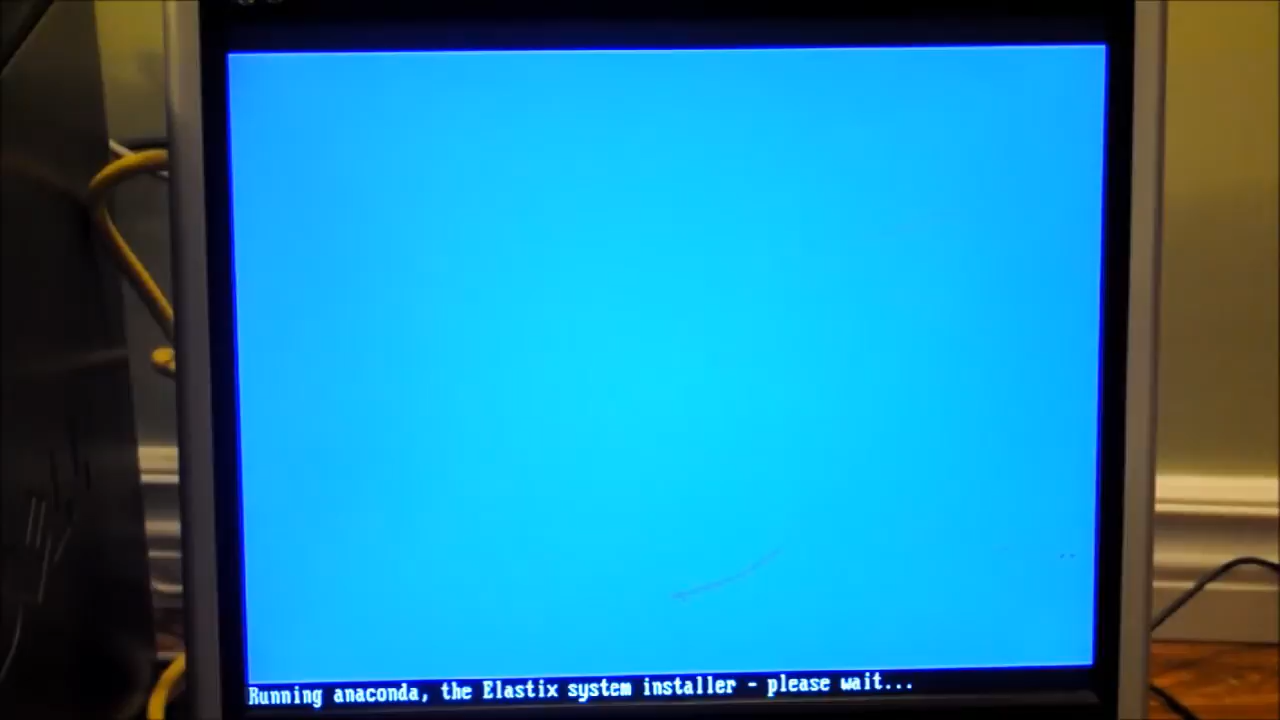 Running anaconda, the Elastix system installer - please wait...